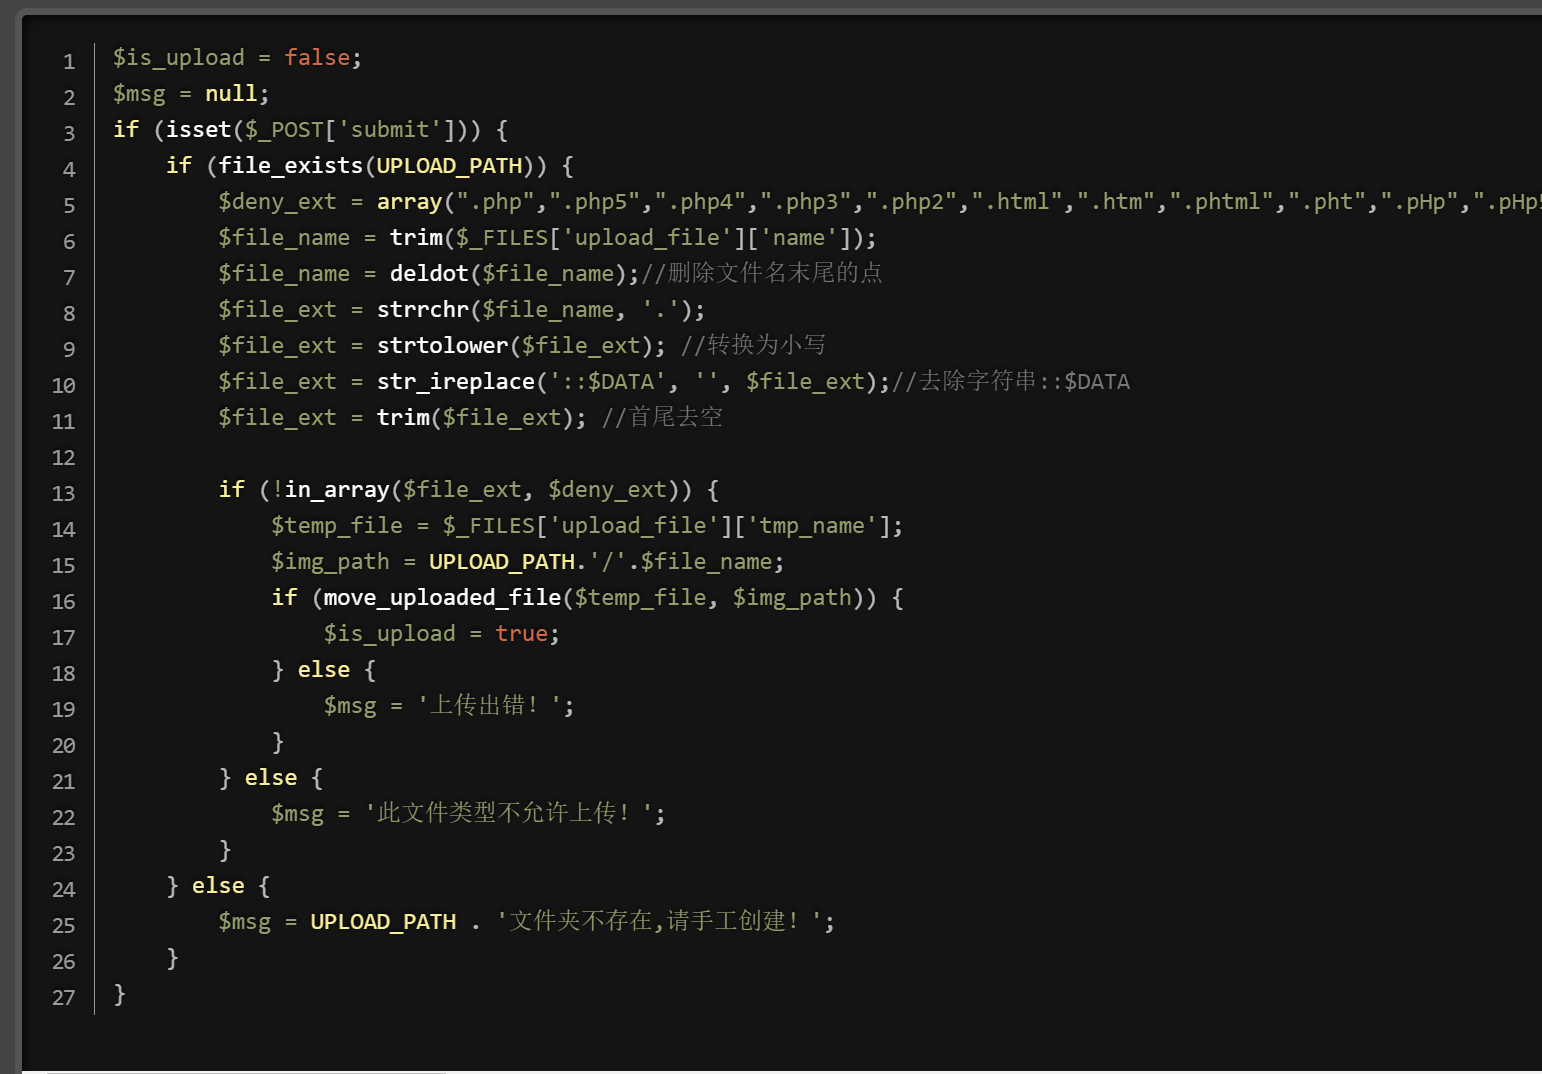 1 $is_upload = false;
2 $msg = null;
3 if (isset($_POST['submit'])) {
4 if (file_exists(UPLOAD_PATH)) {
5 $deny_ext = array(".php",".php5",".php4",".php3",".php2",".html",".htm",".phtml",".pht",".pHp",".pHp5
6 $file_name = trim($_FILES['upload_file']['name']);
7 $file_name = deldot($file_name);//删除文件名末尾的点
8 $file_ext = strrchr($file_name, '.');
9 $file_ext = strtolower($file_ext); //转换为小写
10 $file_ext = str_ireplace('::$DATA', '', $file_ext);//去除字符串::$DATA
11 $file_ext = trim($file_ext); //首尾去空
12
13 if (!in_array($file_ext, $deny_ext)) {
14 $temp_file = $_FILES['upload_file']['tmp_name'];
15 $img_path = UPLOAD_PATH.'/'.$file_name;
16 if (move_uploaded_file($temp_file, $img_path)) {
17 $is_upload = true;
18 } else {
19 $msg = '上传出错！';
20 }
21 } else {
22 $msg = '此文件类型不允许上传！';
23 }
24 } else {
25 $msg = UPLOAD_PATH . '文件夹不存在,请手工创建！';
26 }
27 }